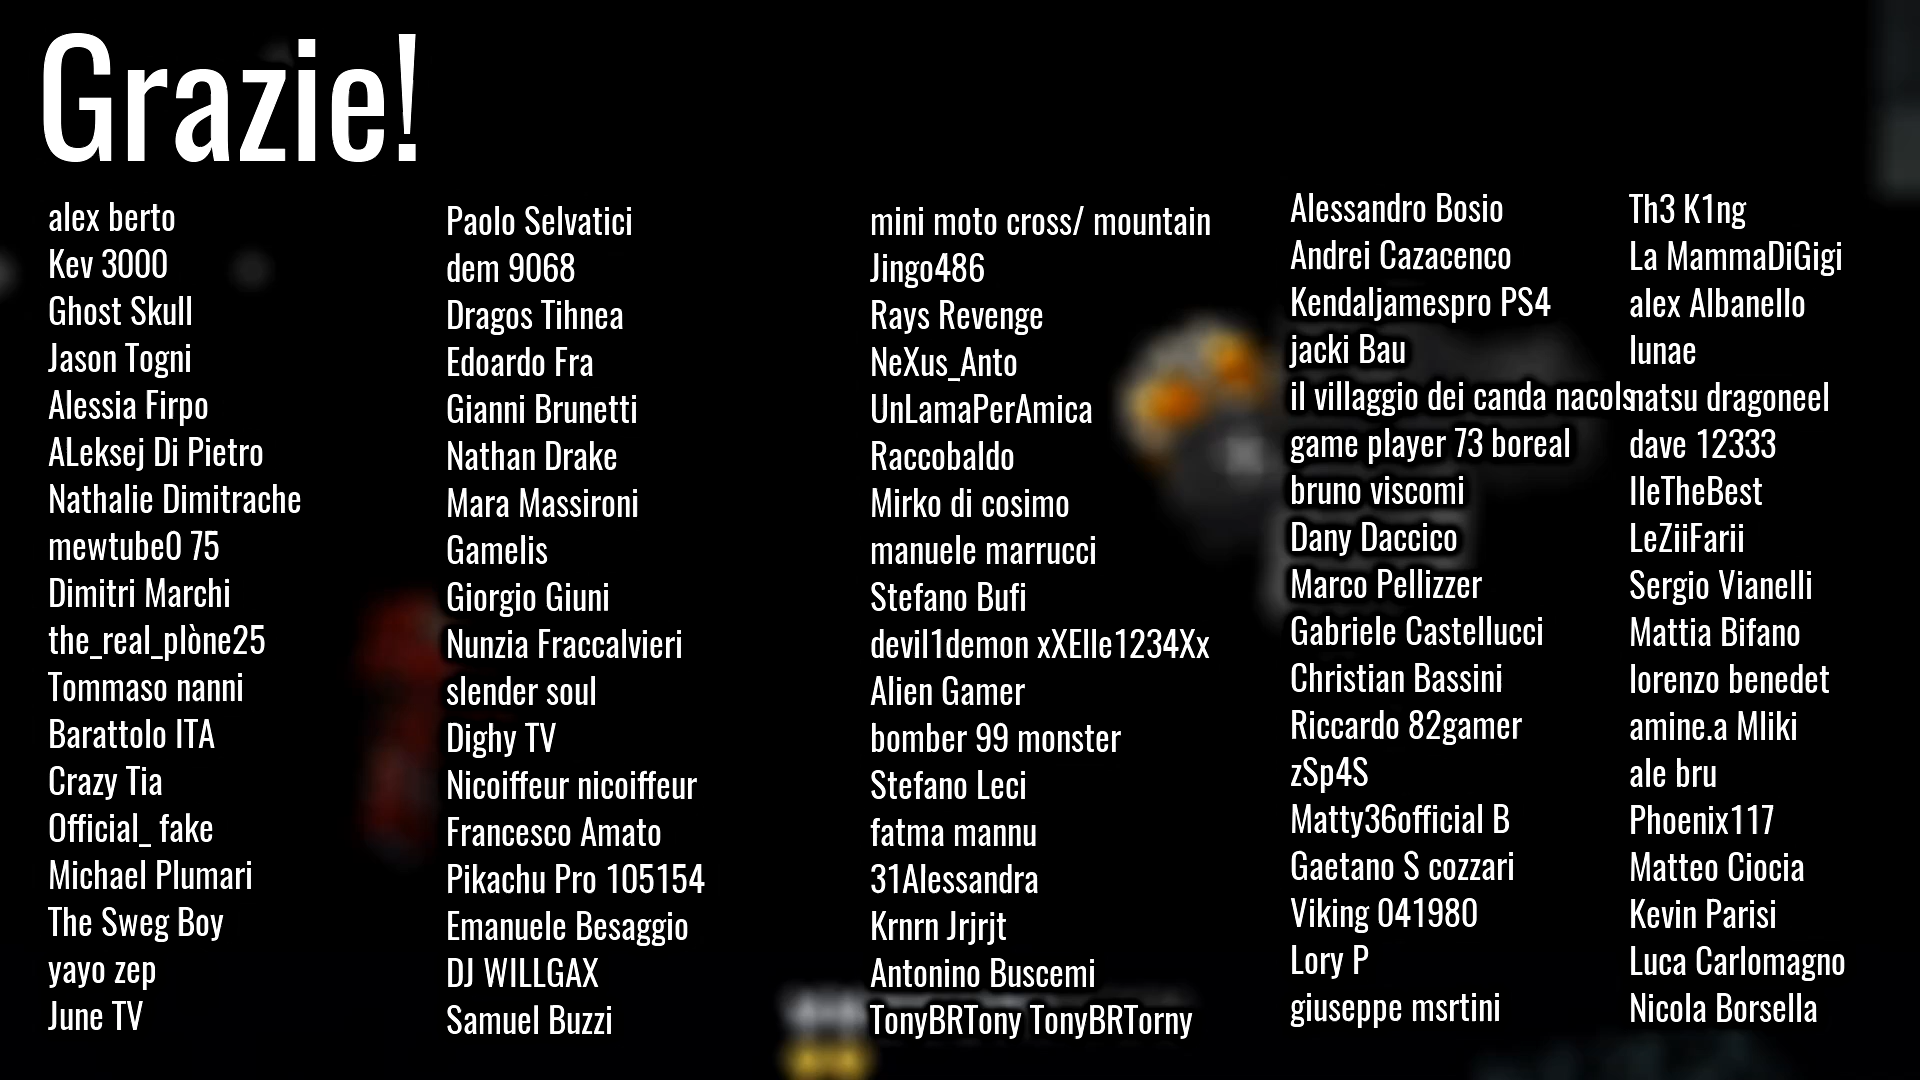 Grazie!
alex berto
Kev 3000
Ghost Skull
Jason Togni
Alessia Firpo
ALeksej Di Pietro
Nathalie Dimitrache
mewtube0 75
Dimitri Marchi
the_real_plòne25
Tommaso nanni
Barattolo ITA
Crazy Tia
Official_ fake
Michael Plumari
The Sweg Boy
yayo zep
June TV
Paolo Selvatici
dem 9068
Dragos Tihnea
Edoardo Fra
Gianni Brunetti
Nathan Drake
Mara Massironi
Gamelis
Giorgio Giuni
Nunzia Fraccalvieri
slender soul
Dighy TV
Nicoiffeur nicoiffeur
Francesco Amato
Pikachu Pro 105154
Emanuele Besaggio
DJ WILLGAX
Samuel Buzzi
mini moto cross/ mountain
Jingo486
Rays Revenge
NeXus_Anto
UnLamaPerAmica
Raccobaldo
Mirko di cosimo
manuele marrucci
Stefano Bufi
devil1demon xXElle1234Xx
Alien Gamer
bomber 99 monster
Stefano Leci
fatma mannu
31Alessandra
Krnrn Jrjrjt
Antonino Buscemi
TonyBRTony TonyBRTorny
Alessandro Bosio
Andrei Cazacenco
Kendaljamespro PS4
jacki Bau
il villaggio dei canda nacols
game player 73 boreal
bruno viscomi
Dany Daccico
Marco Pellizzer
Gabriele Castellucci
Christian Bassini
Riccardo 82gamer
zSp4S
Matty36official B
Gaetano S cozzari
Viking 041980
Lory P
giuseppe msrtini
Th3 K1ng
La MammaDiGigi
alex Albanello
lunae
natsu dragoneel
dave 12333
IleTheBest
LeZiiFarii
Sergio Vianelli
Mattia Bifano
lorenzo benedet
amine.a Mliki
ale bru
Phoenix117
Matteo Ciocia
Kevin Parisi
Luca Carlomagno
Nicola Borsella